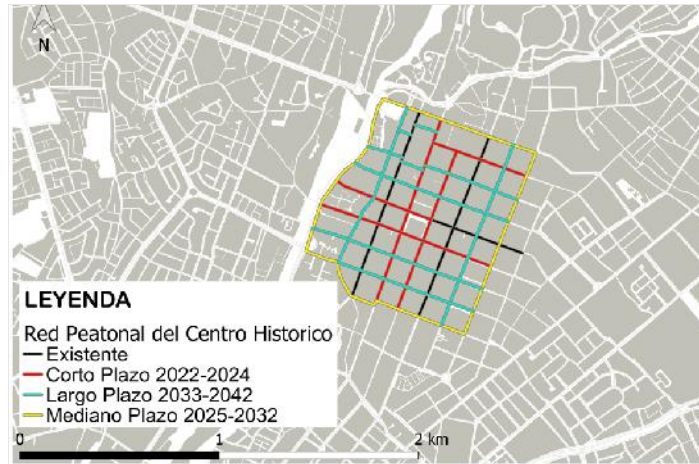 N
LEYENDA
Red Peatonal del Centro Historico
Existente
Corto Plazo 2022-2024
Largo Plazo 2033-2042
Mediano Plazo 2025-2032
0 1 2 km